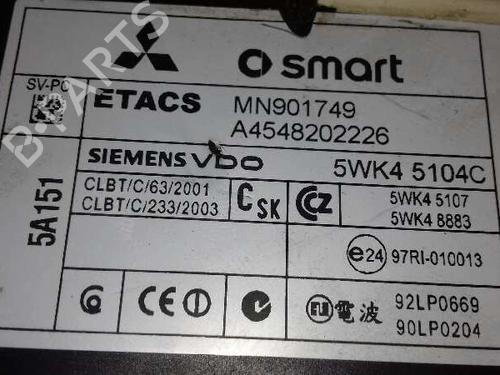 smart
SV-PC
ETACS
MN901749
A4548202226
SIEMENS VDO
5WK4 5104C
5A151
CLBT/C/63/2001
CLBT/C/233/2003
CSK
CZ
5WK4 5107
5WK4 8883
e24
97RI-010013
CE
電波
92LP0669
90LP0204
B-PARTS